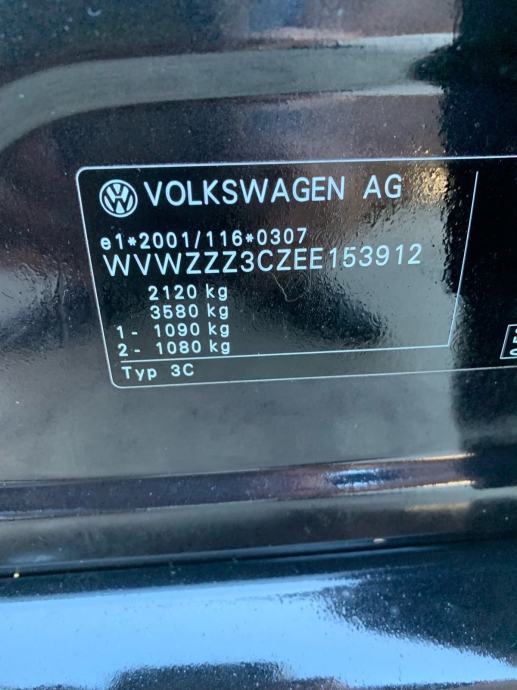 VOLKSWAGEN AG
e1*2001/116*0307
WVWZZZ3CZEE153912
2120 kg
3580 kg
1- 1090 kg
2- 1080 kg
Typ 3C